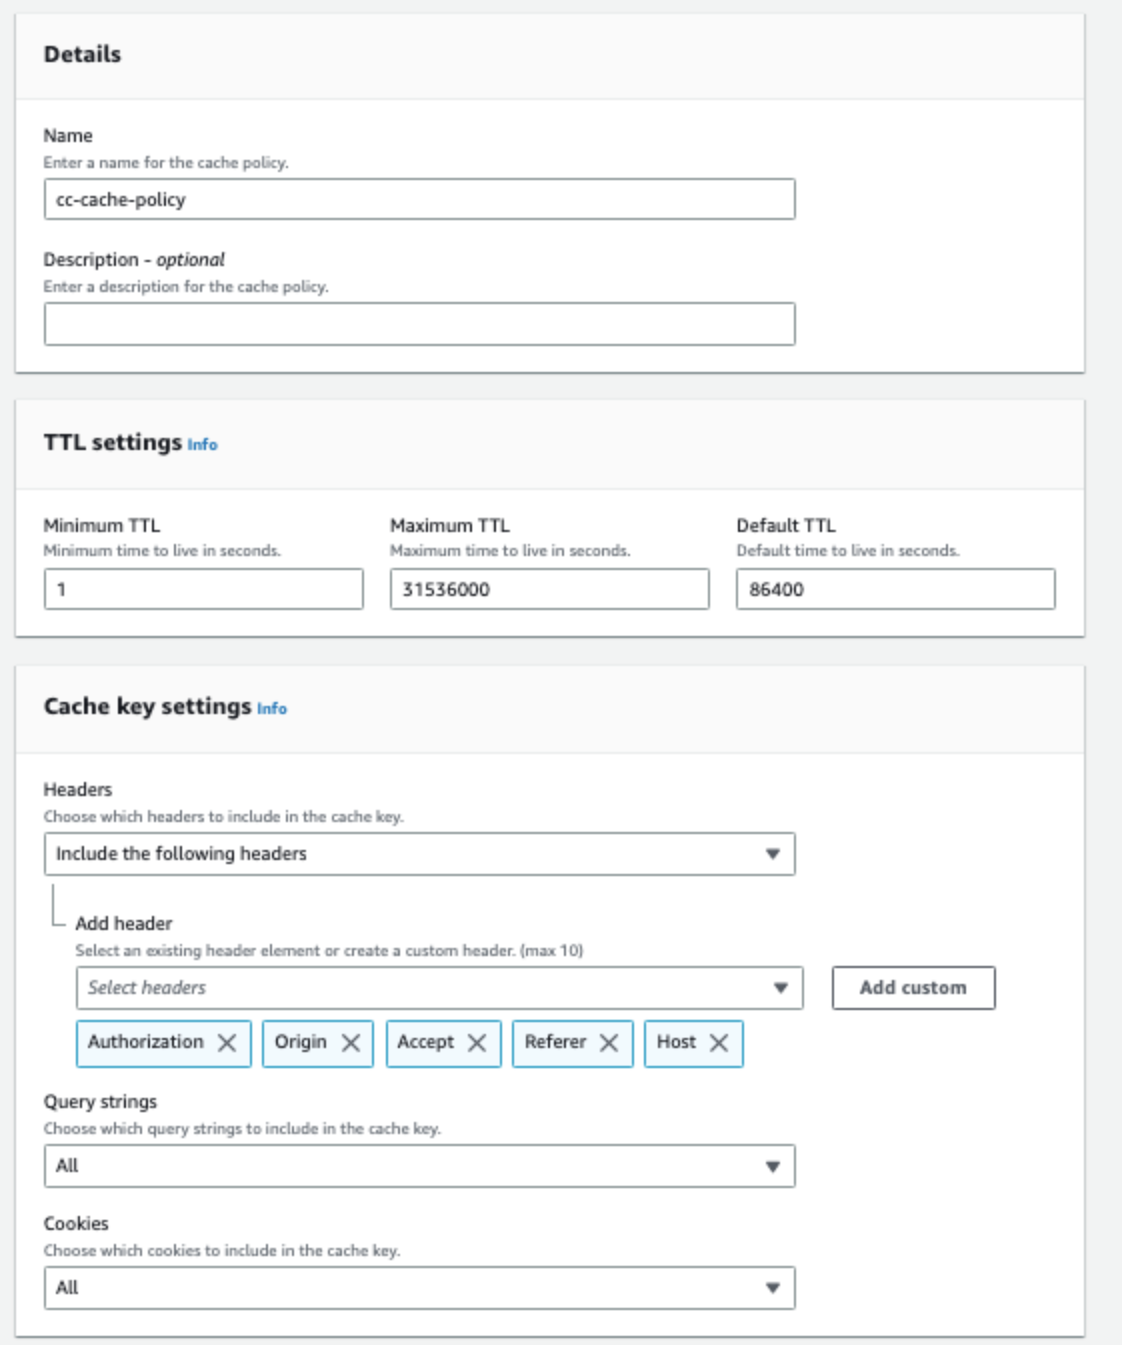 Details
Name
Enter a name for the cache policy.
cc-cache-policy
Description - optional
Enter a description for the cache policy.
TTL settings Info
Minimum TTL Maximum TTL Default TTL
Minimum time to live in seconds. Maximum time to live in seconds. Default time to live in seconds.
1 31536000 86400
Cache key settings Info
Headers
Choose which headers to include in the cache key.
Include the following headers
Add header
Select an existing header element or create a custom header. (max 10)
Select headers Add custom
Authorization Origin Accept Referer Host
Query strings
Choose which query strings to include in the cache key.
All
Cookies
Choose which cookies to include in the cache key.
All